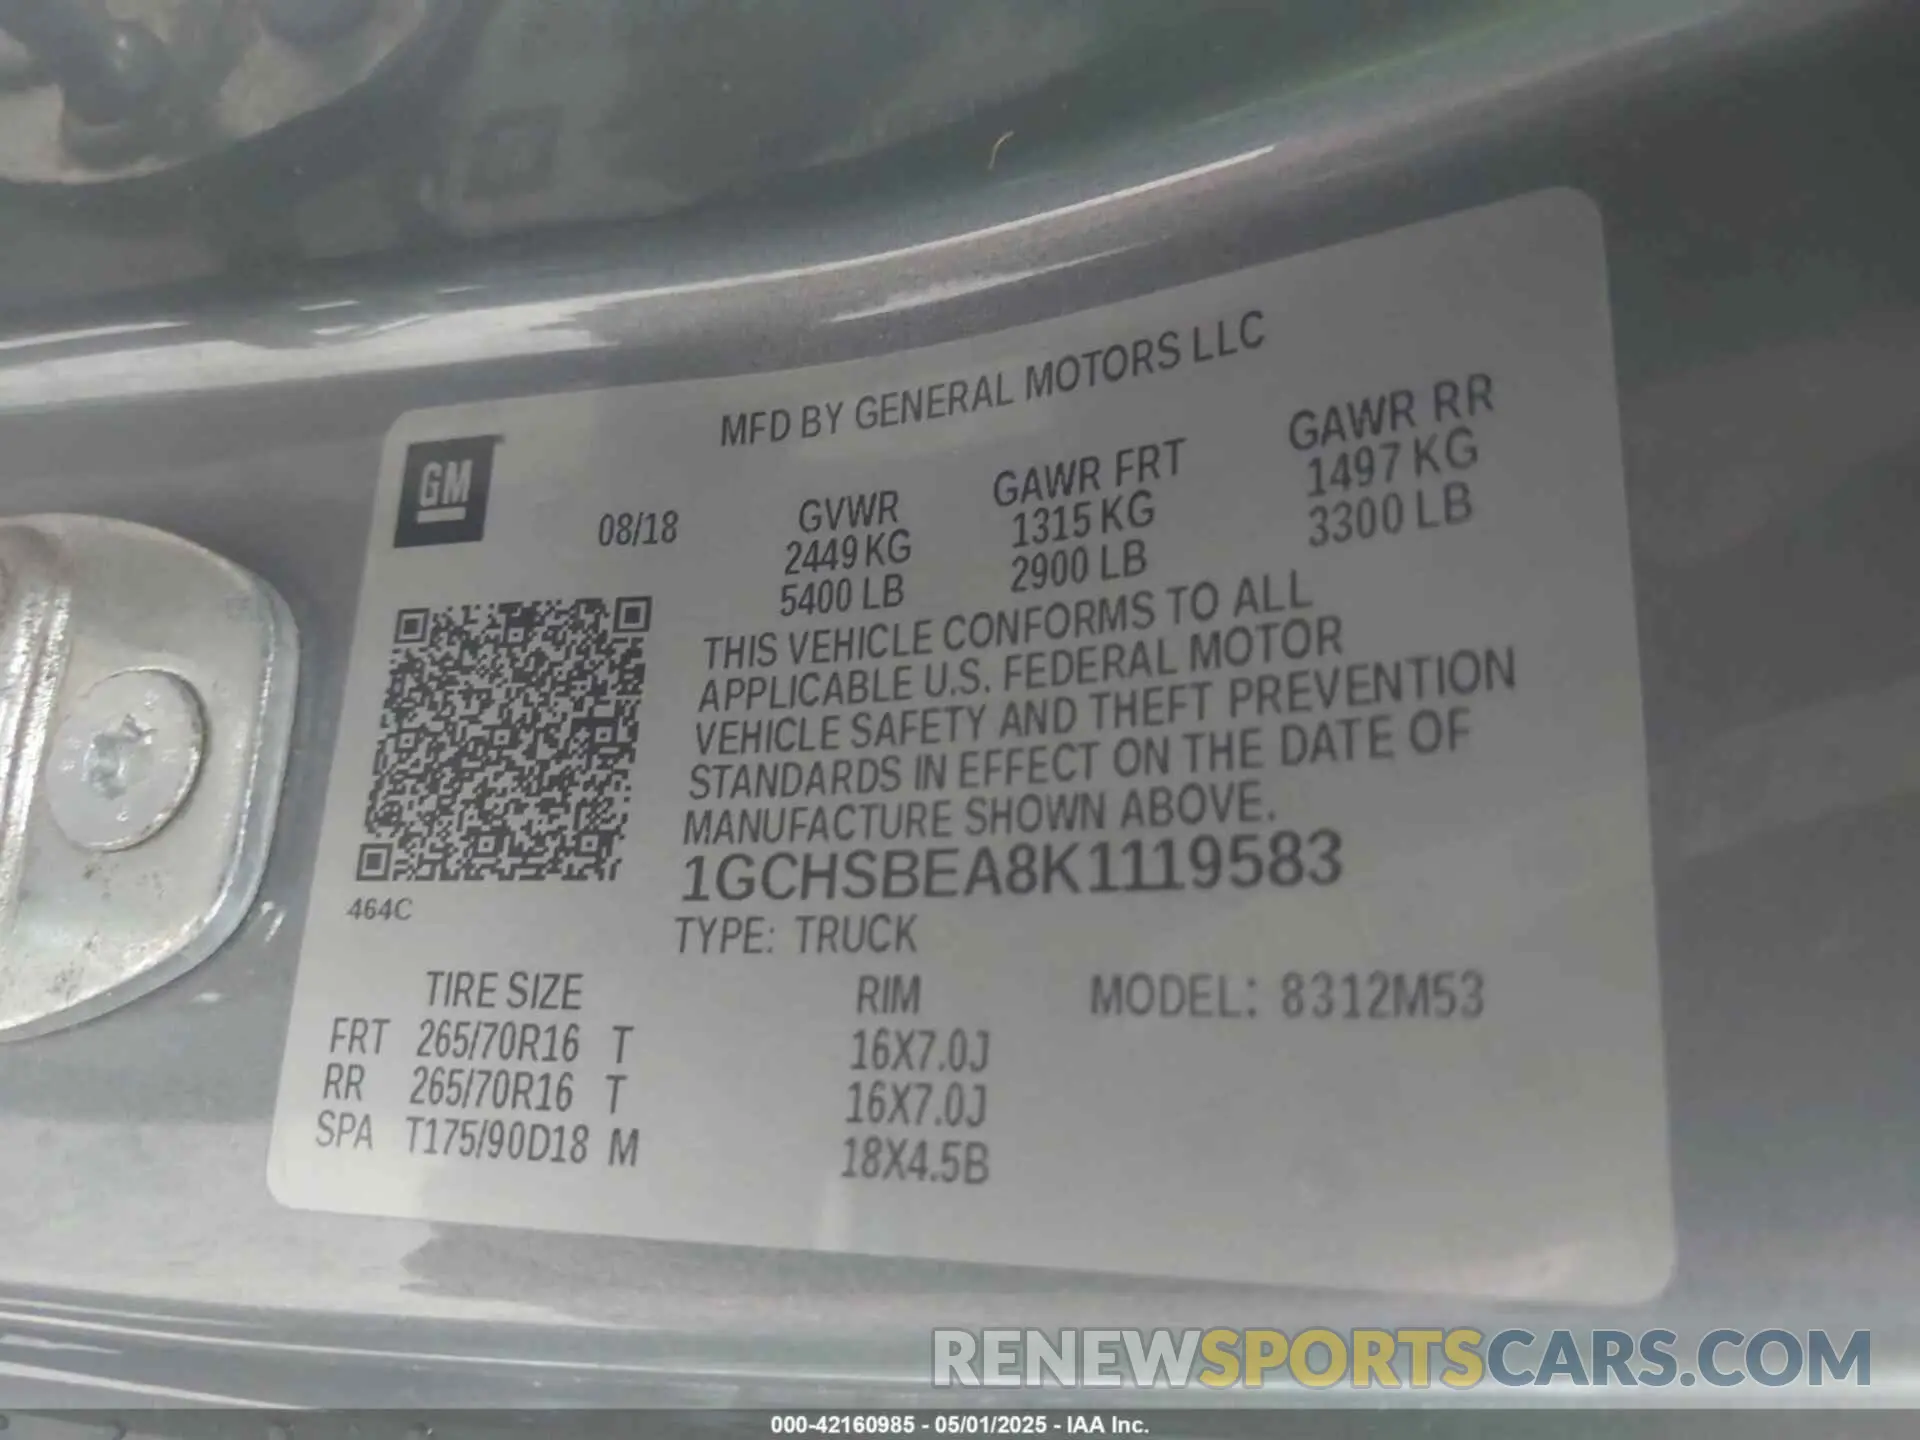 MFD BY GENERAL MOTORS LLC
GM
08/18
GVWR
2449 KG
5400 LB
GAWR FRT
1315 KG
2900 LB
GAWR RR
1497 KG
3300 LB
THIS VEHICLE CONFORMS TO ALL
APPLICABLE U.S. FEDERAL MOTOR
VEHICLE SAFETY AND THEFT PREVENTION
STANDARDS IN EFFECT ON THE DATE OF
MANUFACTURE SHOWN ABOVE.
1GCHSBEA8K1119583
464C
TYPE: TRUCK
TIRE SIZE RIM MODEL: 8312M53
FRT 265/70R16 T 16X7.0J
RR 265/70R16 T 16X7.0J
SPA T175/90D18 M 18X4.5B
RENEWSPORTSCARS.COM
000-42160985 - 05/01/2025 - IAA Inc.